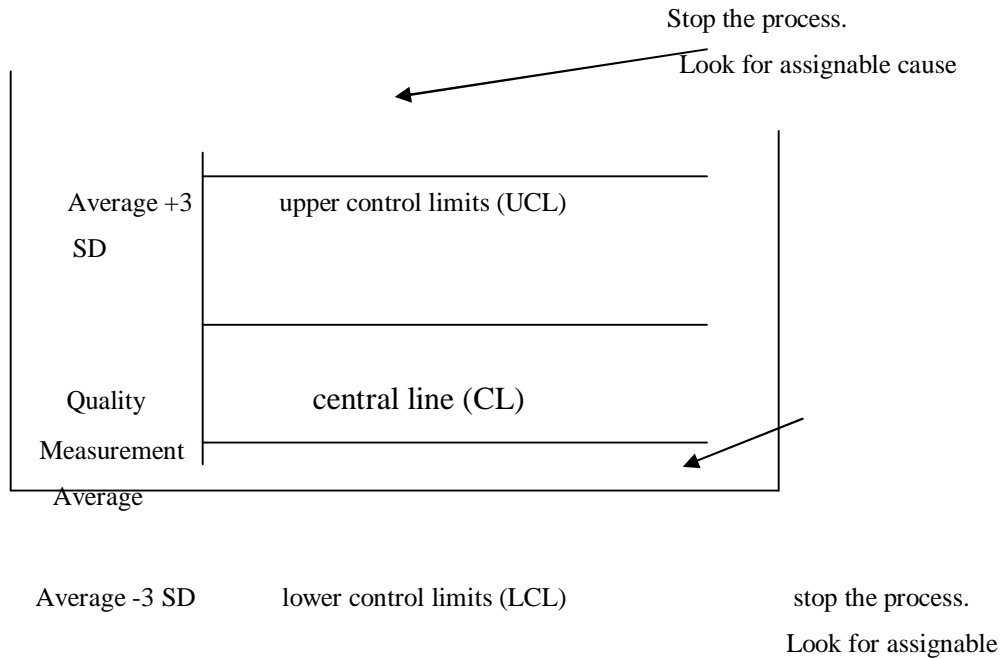 Stop the process.
Look for assignable cause
Average +3 upper control limits (UCL)
SD
Quality central line (CL)
Measurement
Average
Average -3 SD lower control limits (LCL) stop the process.
Look for assignable